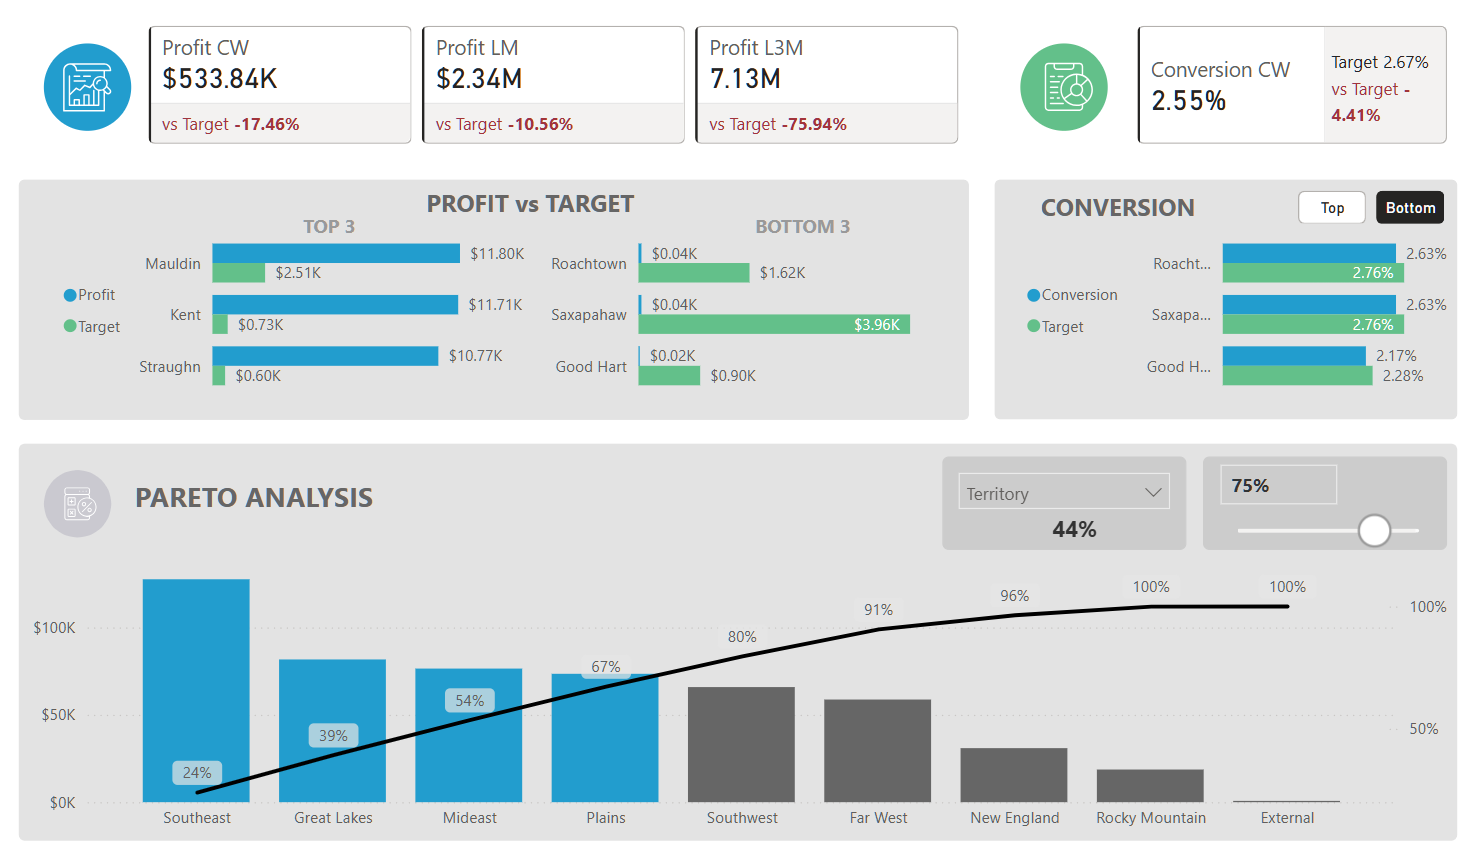 Profit CW
$533.84K
vs Target -17.46%
Profit LM
$2.34M
vs Target -10.56%
Profit L3M
7.13M
vs Target -75.94%
Conversion CW
2.55%
Target 2.67%
vs Target -
4.41%
PROFIT vs TARGET
TOP 3
BOTTOM 3
Profit
Target
Mauldin
$11.80K
$2.51K
Kent
$11.71K
$0.73K
Straughn
$10.77K
$0.60K
Roachtown
$0.04K
$1.62K
Saxapahaw
$0.04K
$3.96K
Good Hart
$0.02K
$0.90K
CONVERSION
Top
Bottom
Conversion
Target
Roacht...
2.63%
2.76%
Saxapa...
2.63%
2.76%
Good H...
2.17%
2.28%
PARETO ANALYSIS
Territory
44%
75%
$100K
$50K
$0K
24%
39%
54%
67%
80%
91%
96%
100%
100%
100%
50%
Southeast
Great Lakes
Mideast
Plains
Southwest
Far West
New England
Rocky Mountain
External